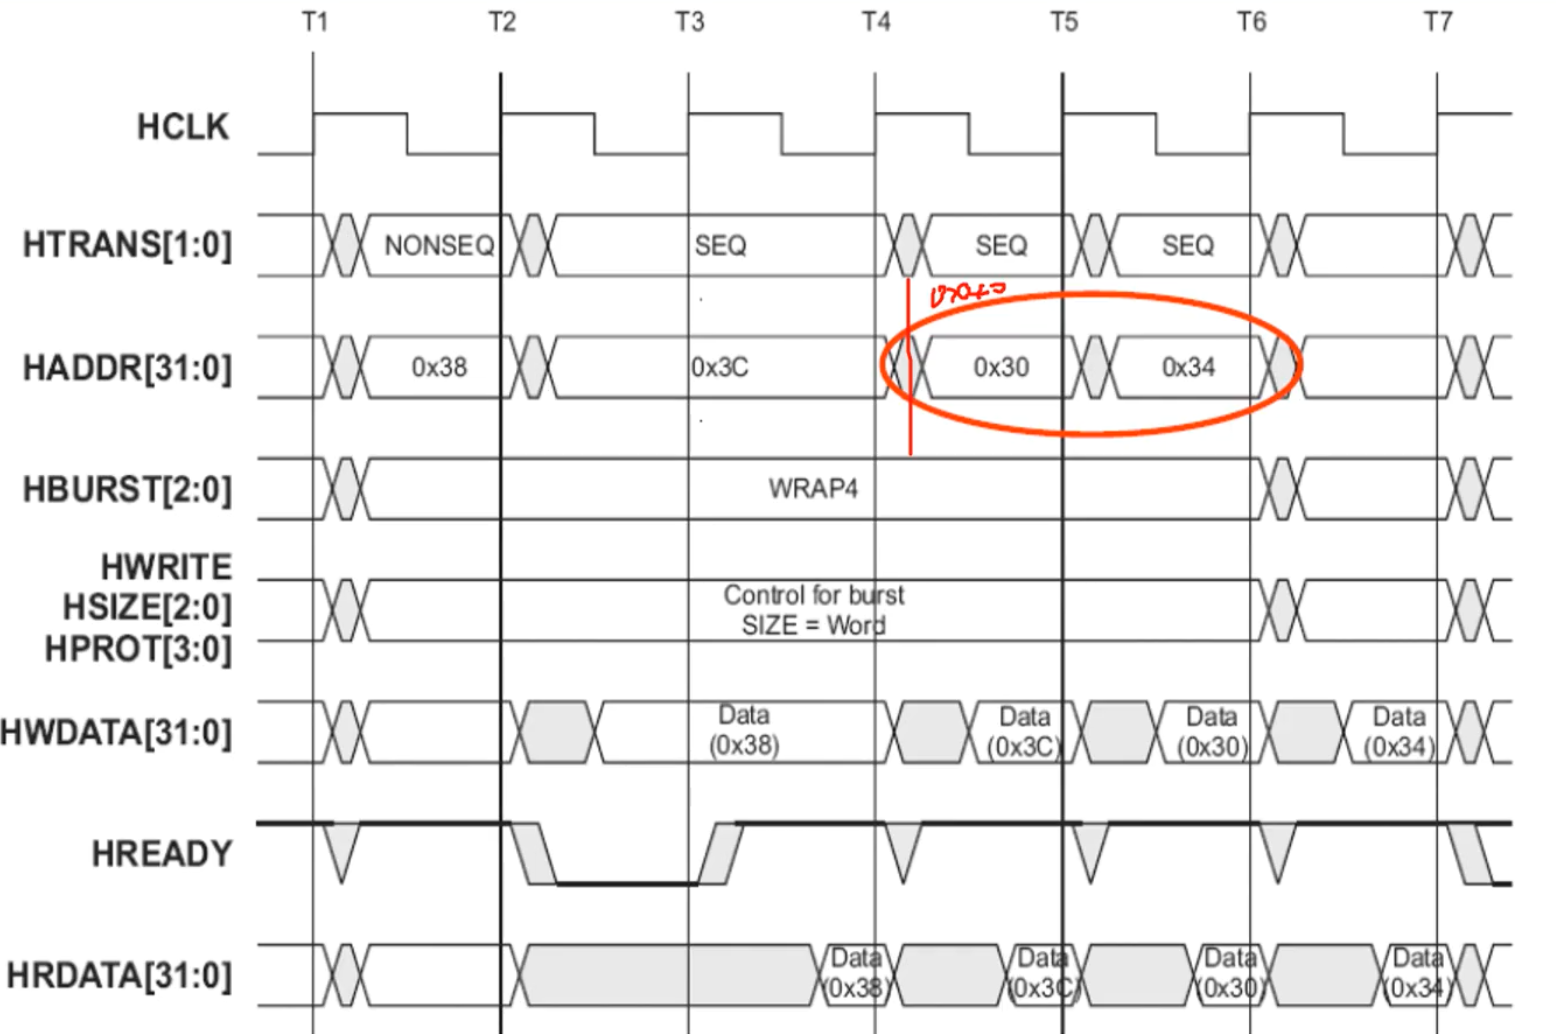 T1 T2 T3 T4 T5 T6 T7
HCLK
HTRANS[1:0] NONSEQ SEQ SEQ SEQ
HADDR[31:0] 0x38 0x3C 0x30 0x34
HBURST[2:0] WRAP4
HWRITE
HSIZE[2:0]
HPROT[3:0]
Control for burst
SIZE = Word
HWDATA[31:0]
Data
(0x38)
Data
(0x3C)
Data
(0x30)
Data
(0x34)
HREADY
HRDATA[31:0]
Data
(0x38)
Data
(0x3C)
Data
(0x30)
Data
(0x34)